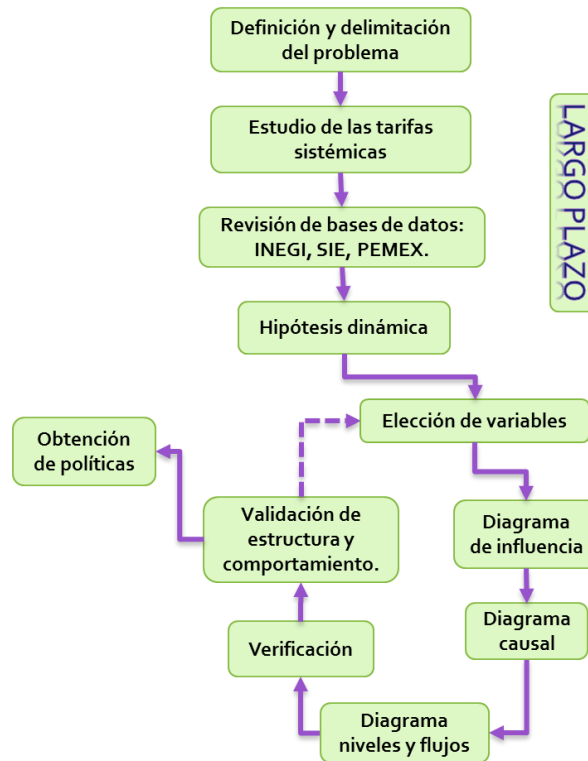 Definición y delimitación
del problema
Estudio de las tarifas
sistémicas
Revisión de bases de datos:
INEGI, SIE, PEMEX.
Hipótesis dinámica
Elección de variables
Diagrama
de influencia
Diagrama
causal
Diagrama
niveles y flujos
Verificación
Validación de
estructura y
comportamiento.
Obtención
de políticas
LARGO PLAZO